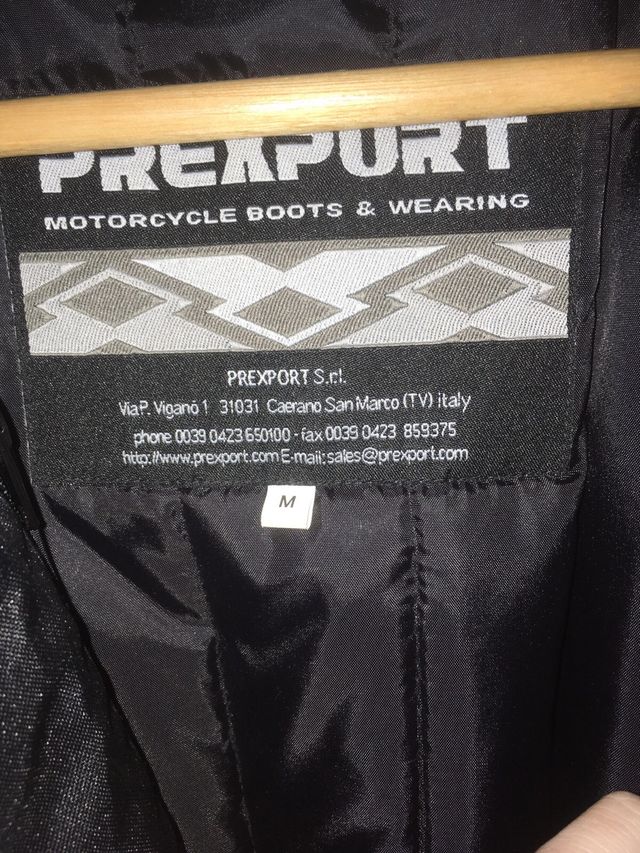 PREXPORT
MOTORCYCLE BOOTS & WEARING
PREXPORT S.r.l.
Via P. Viganò 1 31031 Caerano San Marco (TV) italy
phone 0039 0423 650100 - fax 0039 0423 859375
http://www.prexport.com E-mail: sales@prexport.com
M